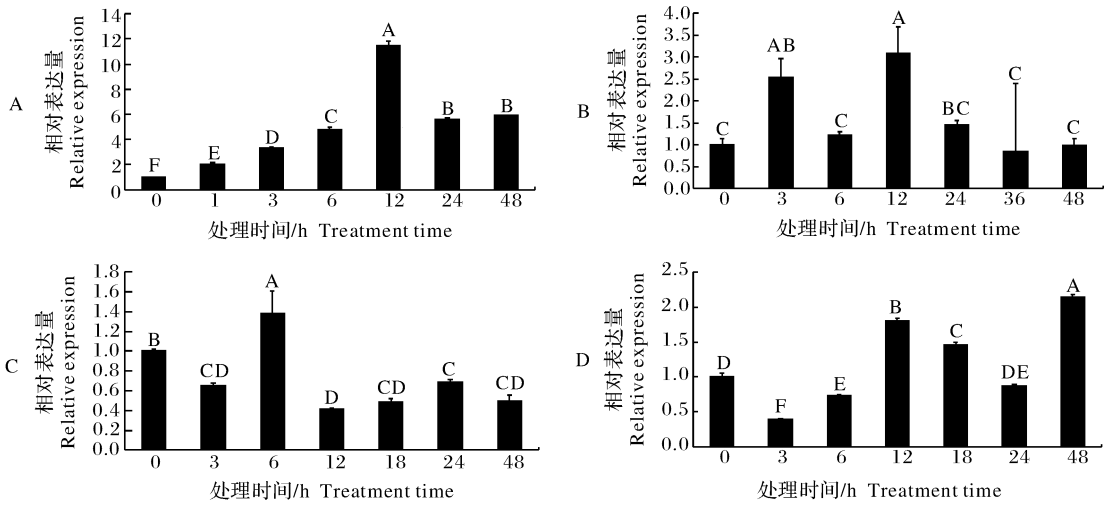 A
相对表达量
Relative expression
14
12
10
8
6
4
2
0
F
E
D
C
A
B
B
0 1 3 6 12 24 48
处理时间/h Treatment time
B
相对表达量
Relative expression
4.0
3.5
3.0
2.5
2.0
1.5
1.0
0.5
0.0
C
AB
C
A
BC
C
C
0 3 6 12 24 36 48
处理时间/h Treatment time
C
相对表达量
Relative expression
1.8
1.6
1.4
1.2
1.0
0.8
0.6
0.4
0.2
0.0
B
CD
A
D
CD
C
CD
0 3 6 12 18 24 48
处理时间/h Treatment time
D
相对表达量
Relative expression
2.5
2.0
1.5
1.0
0.5
0.0
D
F
E
B
C
DE
A
0 3 6 12 18 24 48
处理时间/h Treatment time